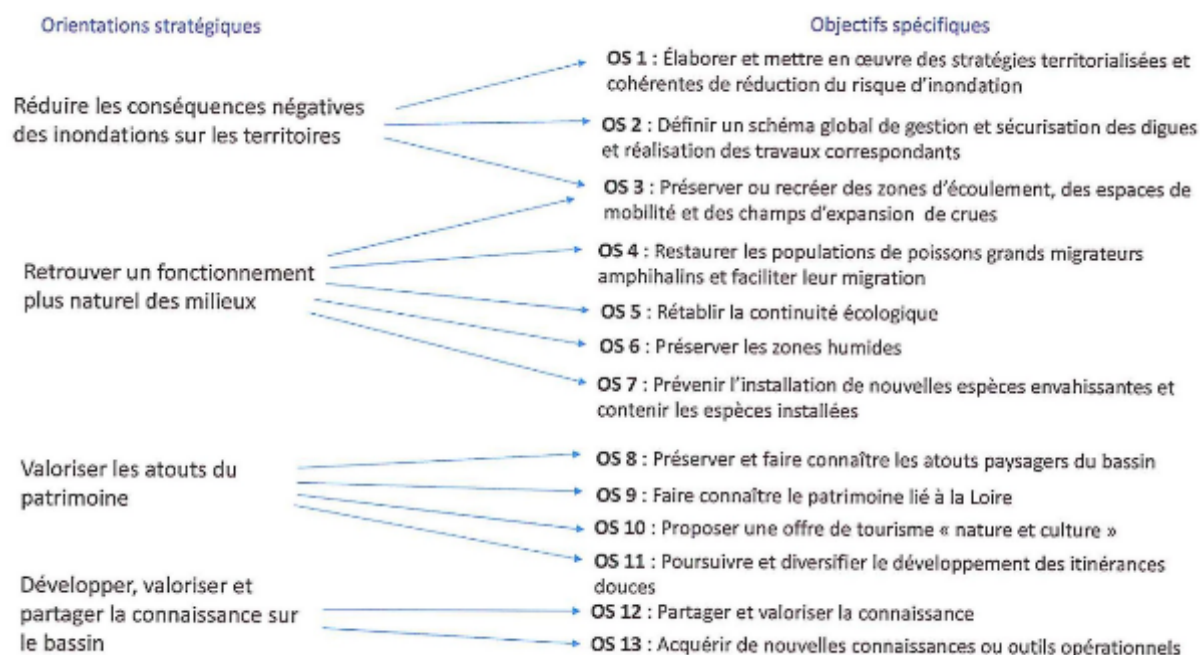 Orientations stratégiques
Objectifs spécifiques
Réduire les conséquences négatives
des inondations sur les territoires
OS 1 : Élaborer et mettre en œuvre des stratégies territorialisées et
cohérentes de réduction du risque d'inondation
OS 2 : Définir un schéma global de gestion et sécurisation des digues
et réalisation des travaux correspondants
OS 3 : Préserver ou recréer des zones d'écoulement, des espaces de
mobilité et des champs d'expansion de crues
Retrouver un fonctionnement
plus naturel des milieux
OS 4 : Restaurer les populations de poissons grands migrateurs
amphihalins et faciliter leur migration
OS 5 : Rétablir la continuité écologique
OS 6 : Préserver les zones humides
OS 7 : Prévenir l'installation de nouvelles espèces envahissantes et
contenir les espèces installées
Valoriser les atouts du
patrimoine
OS 8 : Préserver et faire connaître les atouts paysagers du bassin
OS 9 : Faire connaître le patrimoine lié à la Loire
OS 10 : Proposer une offre de tourisme « nature et culture »
OS 11 : Poursuivre et diversifier le développement des itinérances
douces
Développer, valoriser et
partager la connaissance sur
le bassin
OS 12 : Partager et valoriser la connaissance
OS 13 : Acquérir de nouvelles connaissances ou outils opérationnels